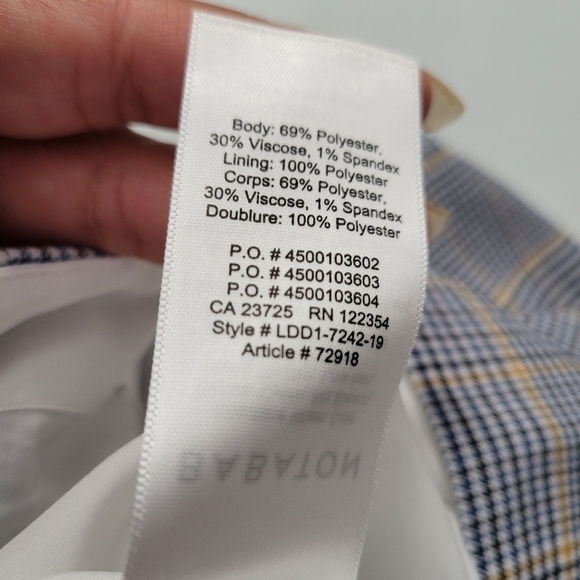 Body: 69% Polyester,
30% Viscose, 1% Spandex
Lining: 100% Polyester
Corps: 69% Polyester,
30% Viscose, 1% Spandex
Doublure: 100% Polyester
P.O. # 4500103602
P.O. # 4500103603
P.O. # 4500103604
CA 23725 RN 122354
Style # LDD1-7242-19
Article # 72918
BABATON